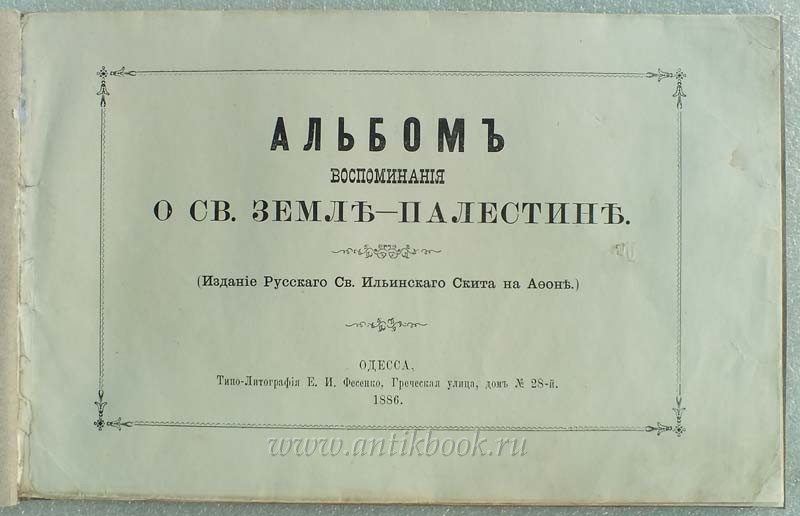 АЛЬБОМЪ
ВОСПОМИНАНІЯ
О СВ. ЗЕМЛѢ—ПАЛЕСТИНѢ.
(Изданіе Русскаго Св. Ильинскаго Скита на Аѳонѣ.)
ОДЕССА,
Типо-Литографія Е. И. Фесенко, Греческая улица, домъ № 28-й.
1886.
www.antikbook.ru